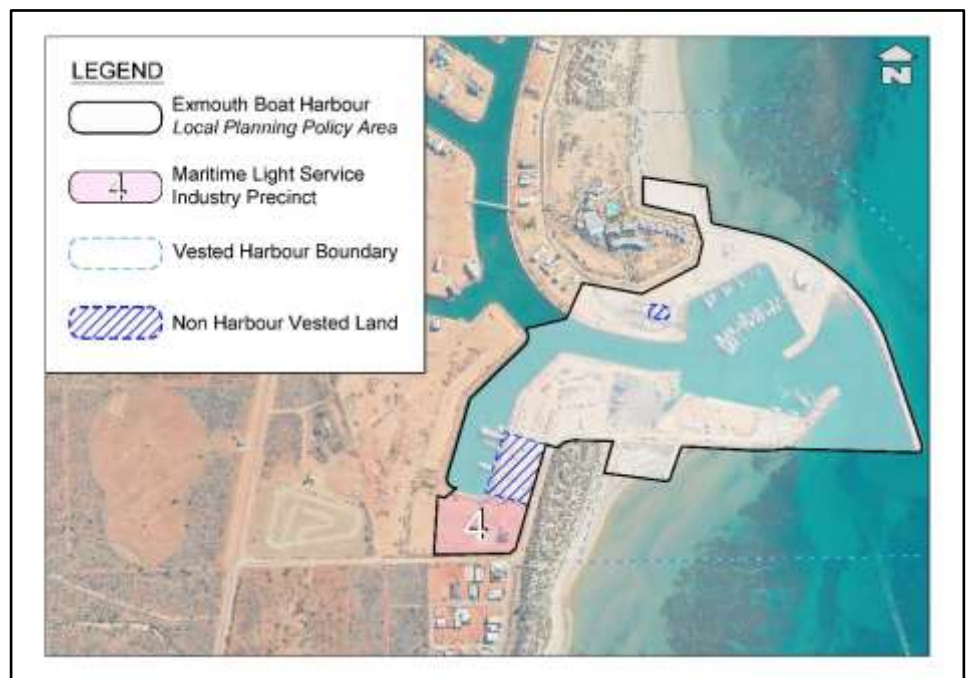 LEGEND
Exmouth Boat Harbour
Local Planning Policy Area
4
Maritime Light Service
Industry Precinct
Vested Harbour Boundary
Non Harbour Vested Land
N
4